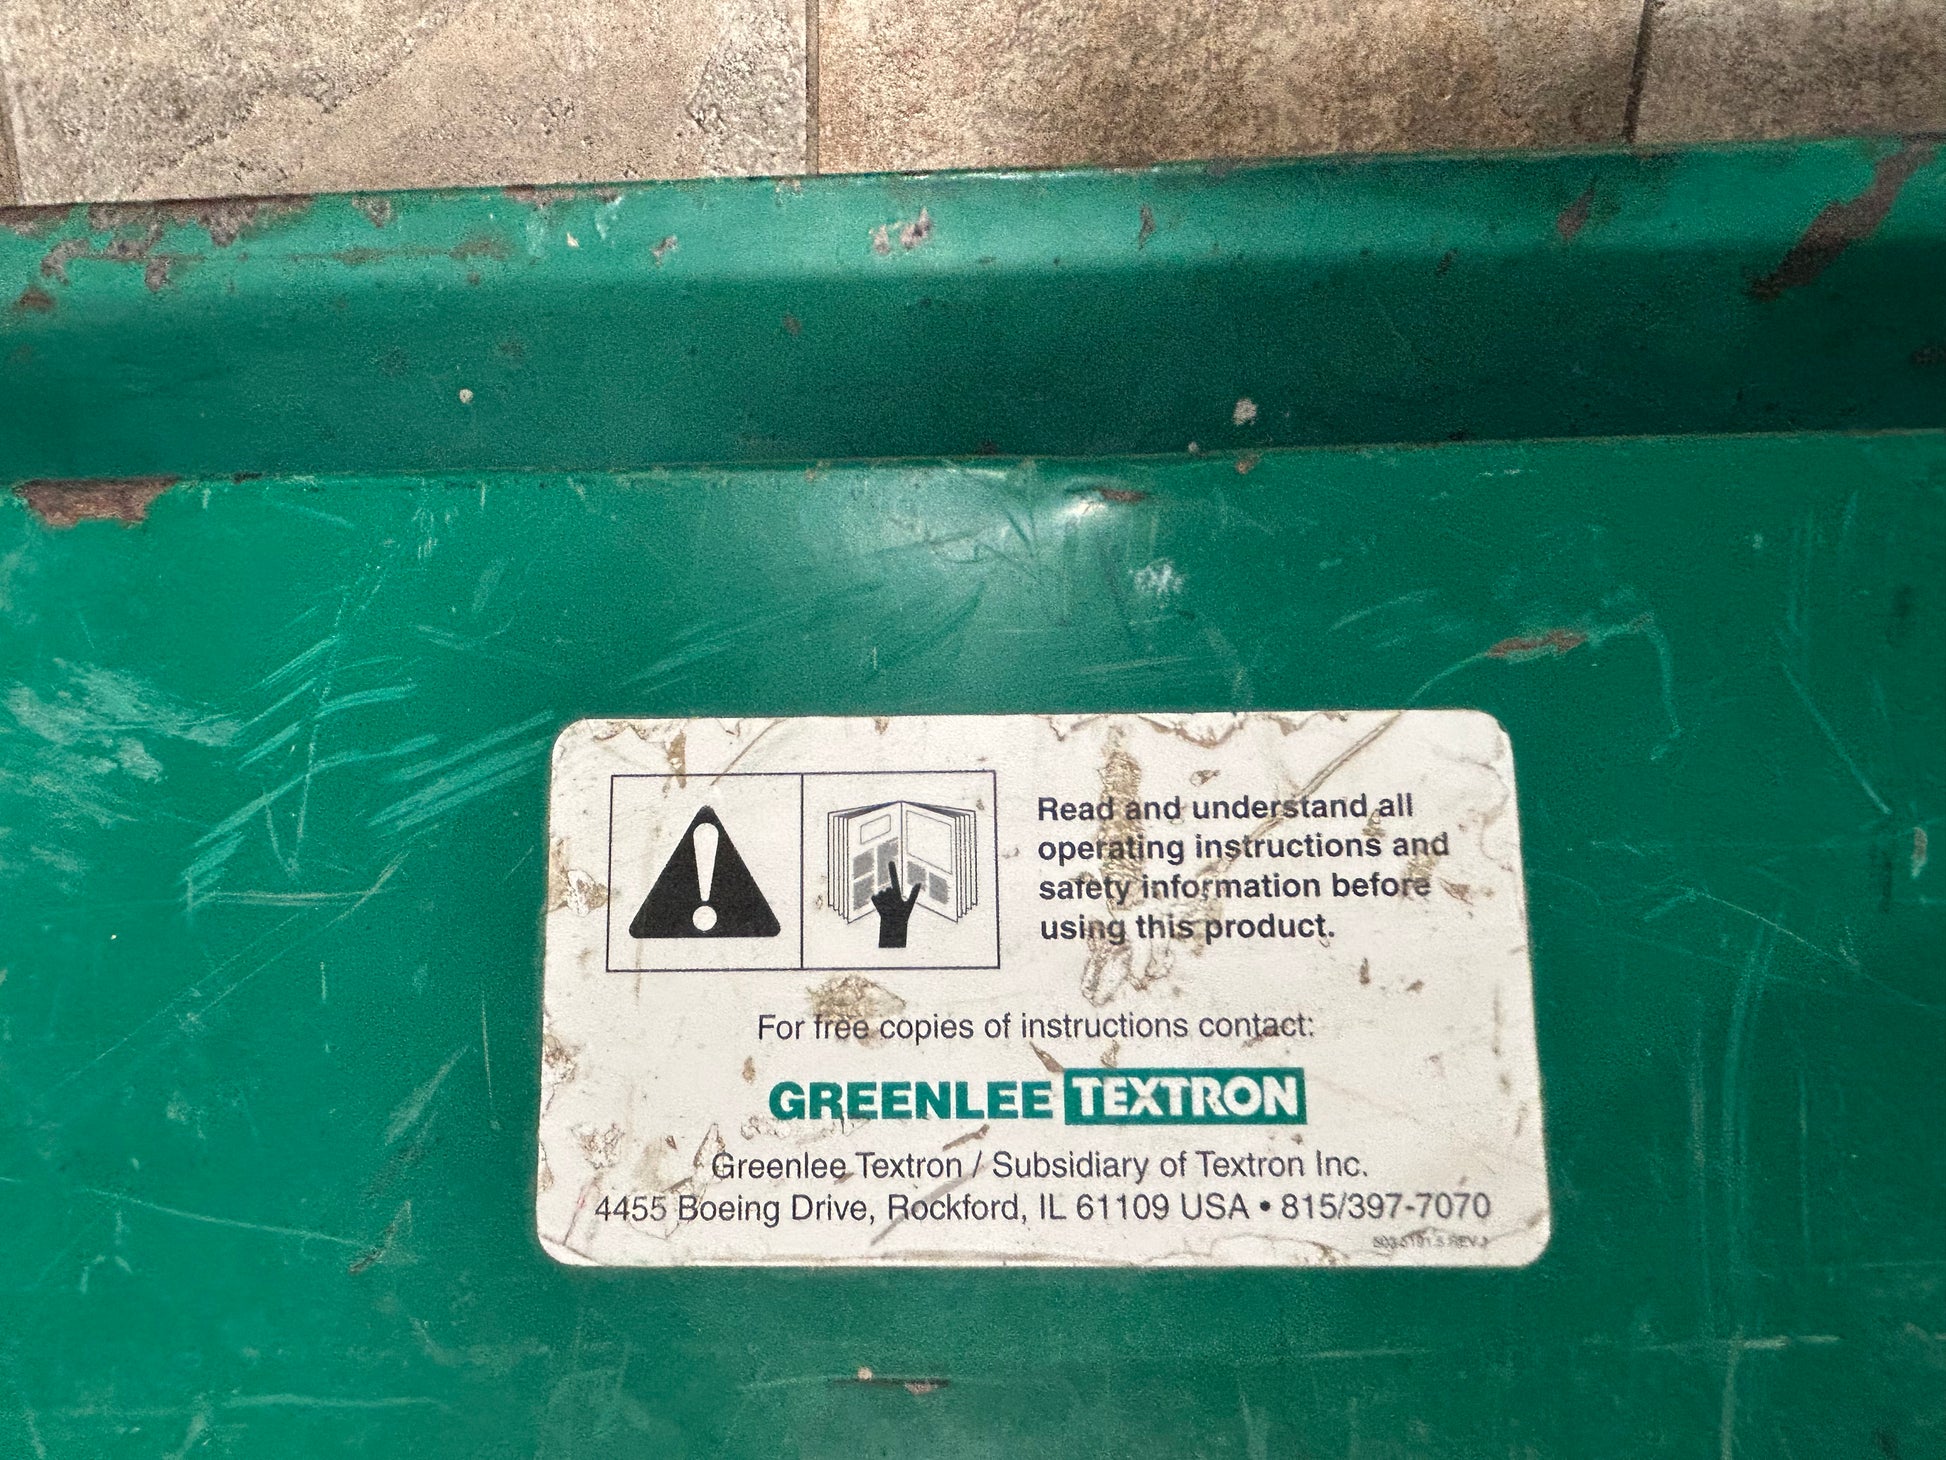 Read and understand all
operating instructions and
safety information before
using this product.
For free copies of instructions contact:
GREENLEE TEXTRON
Greenlee Textron / Subsidiary of Textron Inc.
4455 Boeing Drive, Rockford, IL 61109 USA • 815/397-7070
REV